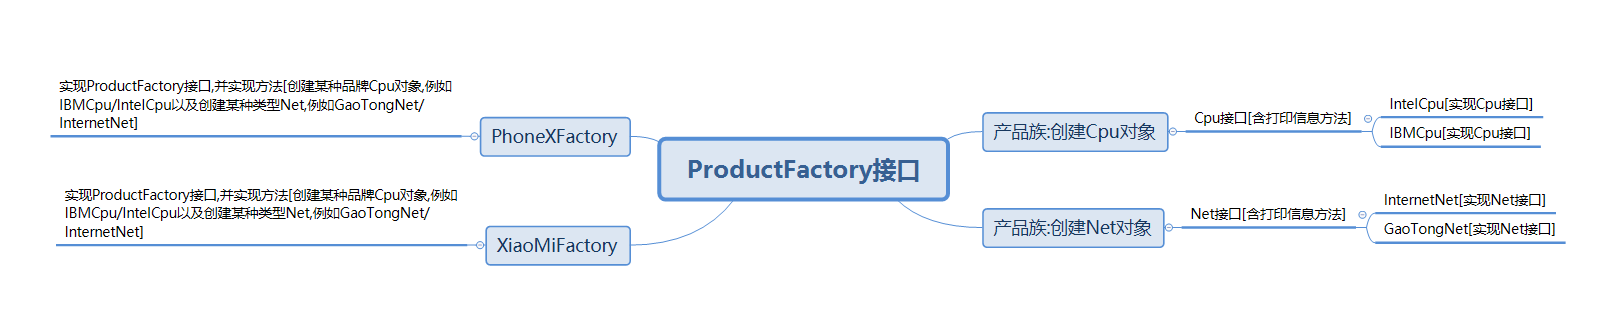 实现ProductFactory接口,并实现方法[创建某种品牌Cpu对象,例如
IBMCpu/IntelCpu以及创建某种类型Net,例如GaoTongNet/
InternetNet]
PhoneXFactory
实现ProductFactory接口,并实现方法[创建某种品牌Cpu对象,例如
IBMCpu/IntelCpu以及创建某种类型Net,例如GaoTongNet/
InternetNet]
XiaoMiFactory
ProductFactory接口
产品族:创建Cpu对象
Cpu接口[含打印信息方法]
IntelCpu[实现Cpu接口]
IBMCpu[实现Cpu接口]
产品族:创建Net对象
Net接口[含打印信息方法]
InternetNet[实现Net接口]
GaoTongNet[实现Net接口]